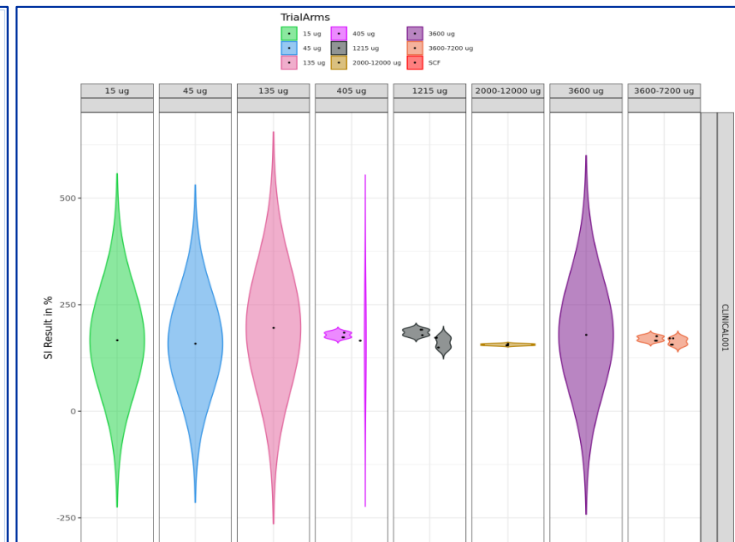 TrialArms
15 ug 405 ug 3600 ug
45 ug 1215 ug 3600-7200 ug
135 ug 2000-12000 ug SCF
15 ug 45 ug 135 ug 405 ug 1215 ug 2000-12000 ug 3600 ug 3600-7200 ug
500
250
0
-250
SI Result in %
CLINICAL001